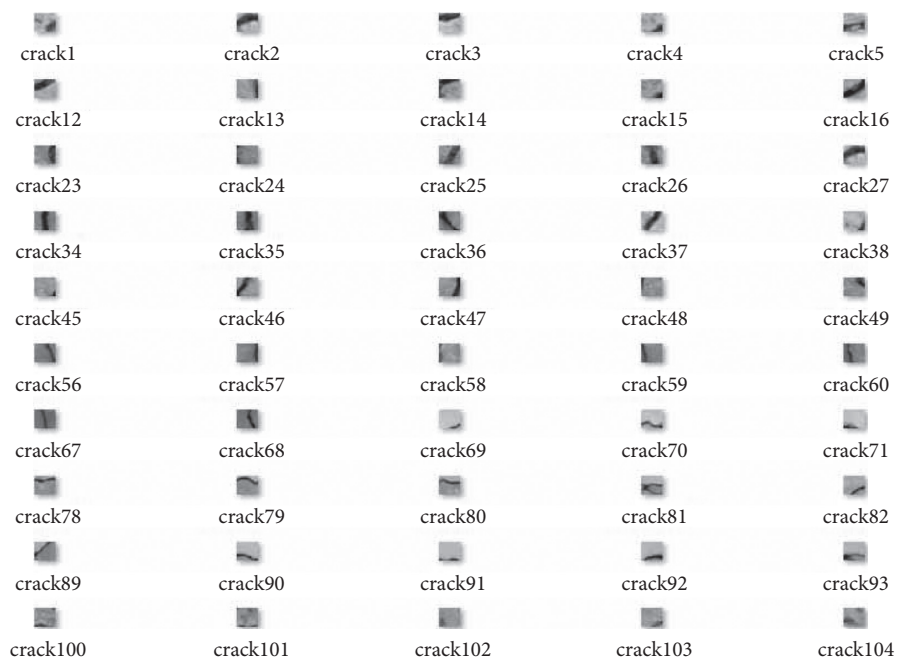 crack1 crack2 crack3 crack4 crack5
crack12 crack13 crack14 crack15 crack16
crack23 crack24 crack25 crack26 crack27
crack34 crack35 crack36 crack37 crack38
crack45 crack46 crack47 crack48 crack49
crack56 crack57 crack58 crack59 crack60
crack67 crack68 crack69 crack70 crack71
crack78 crack79 crack80 crack81 crack82
crack89 crack90 crack91 crack92 crack93
crack100 crack101 crack102 crack103 crack104